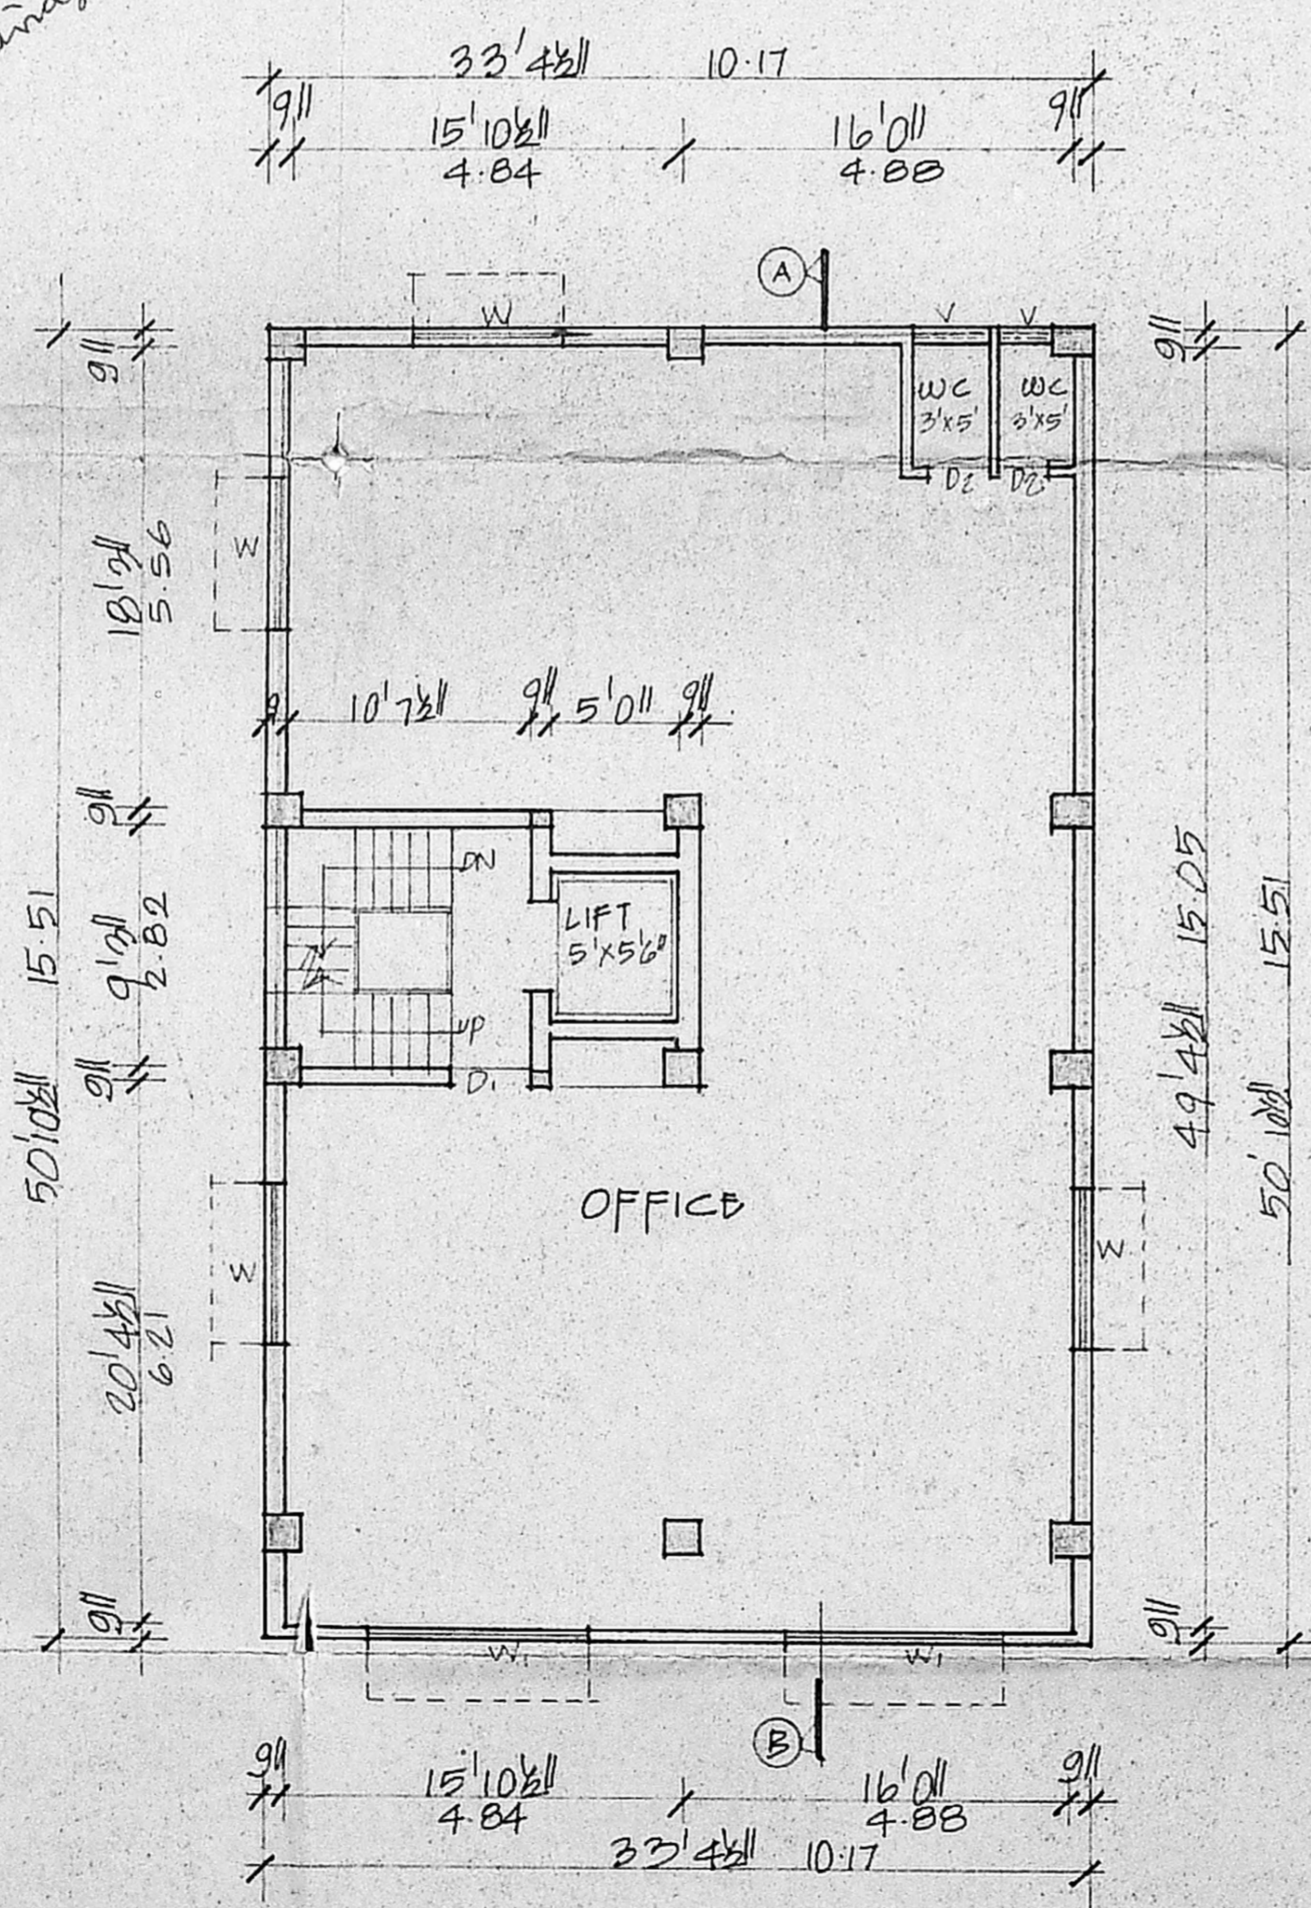 33'4½" 10·17
9" 15'10½" 16'0" 9"
4·84 4·88
A
W V V
9" 9"
WC WC
3'x5' 3'x5'
D2 D2
W
18'3"
5·56
9 10'7½" 9" 5'0" 9"
9"
DN
LIFT
5'x5'6"
9'3"
2·82
50'10½" 15·51
49'4½" 15·05
50'10½" 15·51
UP
9"
D1
OFFICE
W W
20'4½"
6·21
9" 9"
W1 W1
B
9" 15'10½" 16'0" 9"
4·84 4·88
33'4½" 10·17